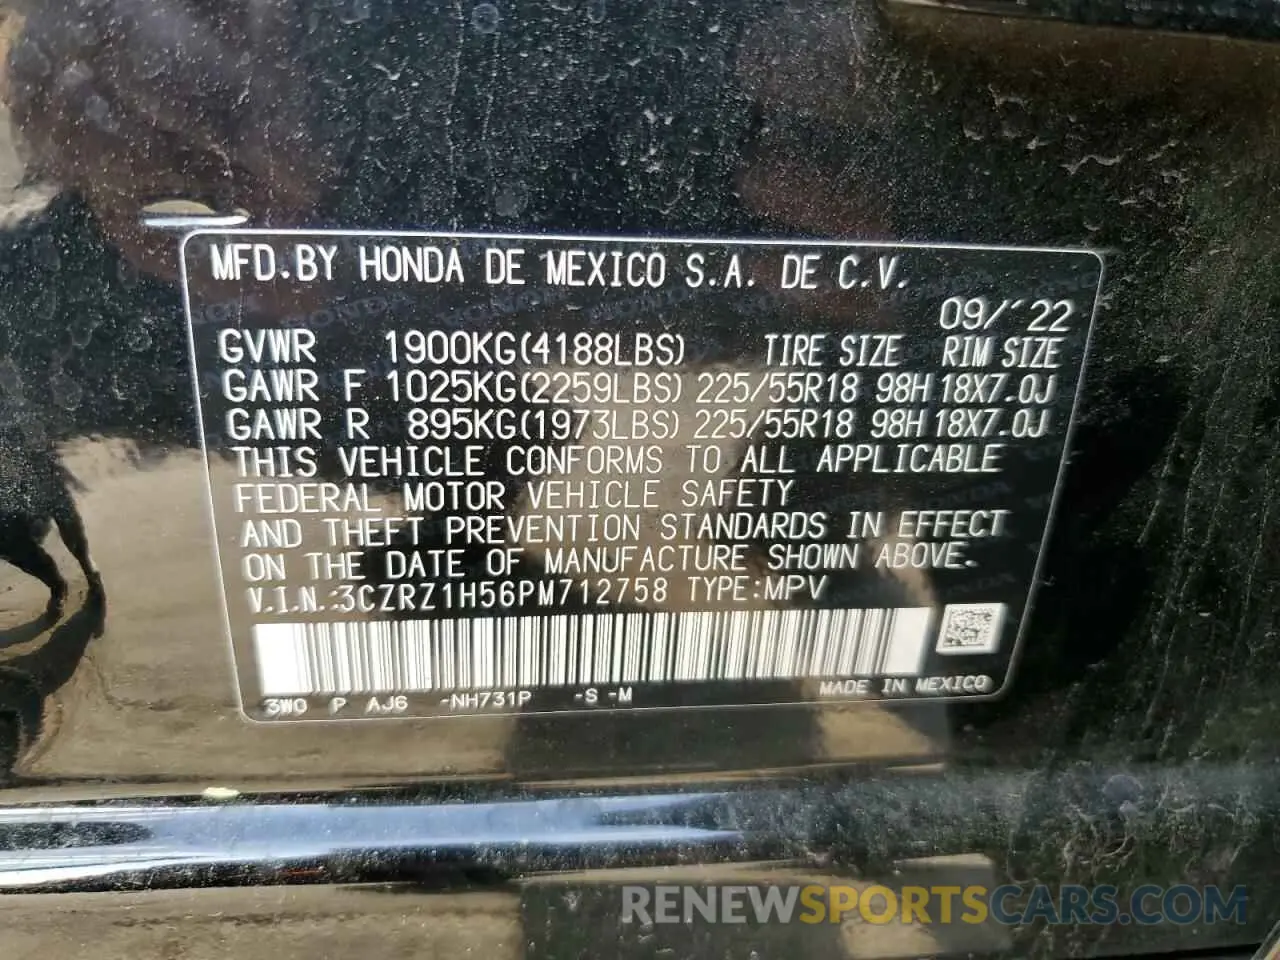 MFD.BY HONDA DE MEXICO S.A. DE C.V.
09/'22
GVWR 1900KG(4188LBS) TIRE SIZE RIM SIZE
GAWR F 1025KG(2259LBS) 225/55R18 98H 18X7.0J
GAWR R 895KG(1973LBS) 225/55R18 98H 18X7.0J
THIS VEHICLE CONFORMS TO ALL APPLICABLE
FEDERAL MOTOR VEHICLE SAFETY
AND THEFT PREVENTION STANDARDS IN EFFECT
ON THE DATE OF MANUFACTURE SHOWN ABOVE.
V.I.N.:3CZRZ1H56PM712758 TYPE:MPV
3W0 P AJ6 -NH731P -S -M MADE IN MEXICO
RENEWSPORTSCARS.COM